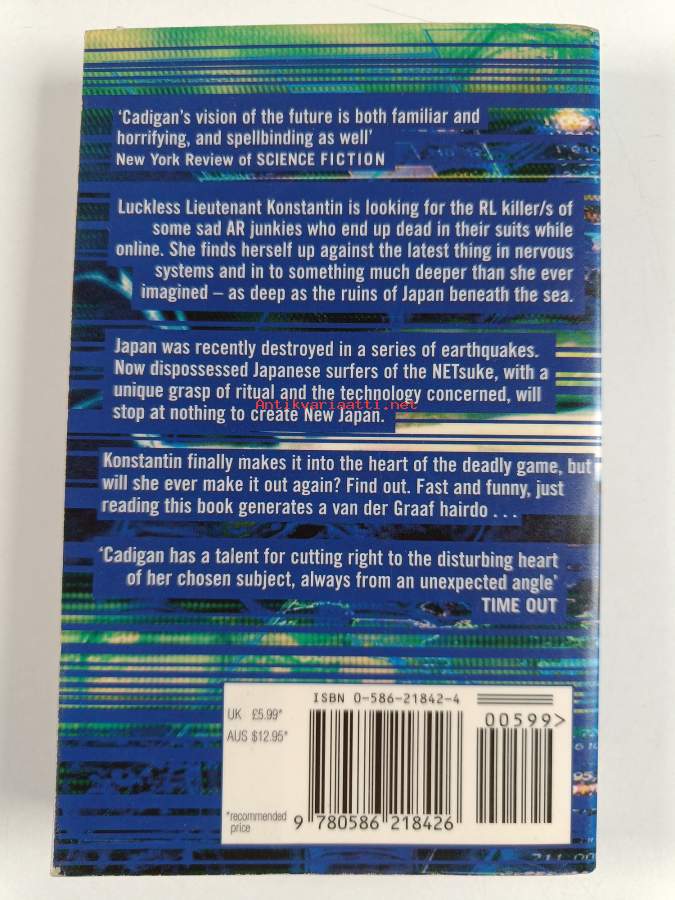 ‘Cadigan's vision of the future is both familiar and
horrifying, and spellbinding as well’
New York Review of SCIENCE FICTION
Luckless Lieutenant Konstantin is looking for the RL killer/s of
some sad AR junkies who end up dead in their suits while
online. She finds herself up against the latest thing in nervous
systems and in to something much deeper than she ever
imagined – as deep as the ruins of Japan beneath the sea.
Japan was recently destroyed in a series of earthquakes.
Now dispossessed Japanese surfers of the NETsuke, with a
unique grasp of ritual and the technology concerned, will
Antikvariaatti.net
stop at nothing to create New Japan.
Konstantin finally makes it into the heart of the deadly game, but
will she ever make it out again? Find out. Fast and funny, just
reading this book generates a van der Graaf hairdo . . .
‘Cadigan has a talent for cutting right to the disturbing heart
of her chosen subject, always from an unexpected angle’
TIME OUT
ISBN 0-586-21842-4
UK £5.99*
AUS $12.95*
00599>
*recommended
price
9 780586 218426